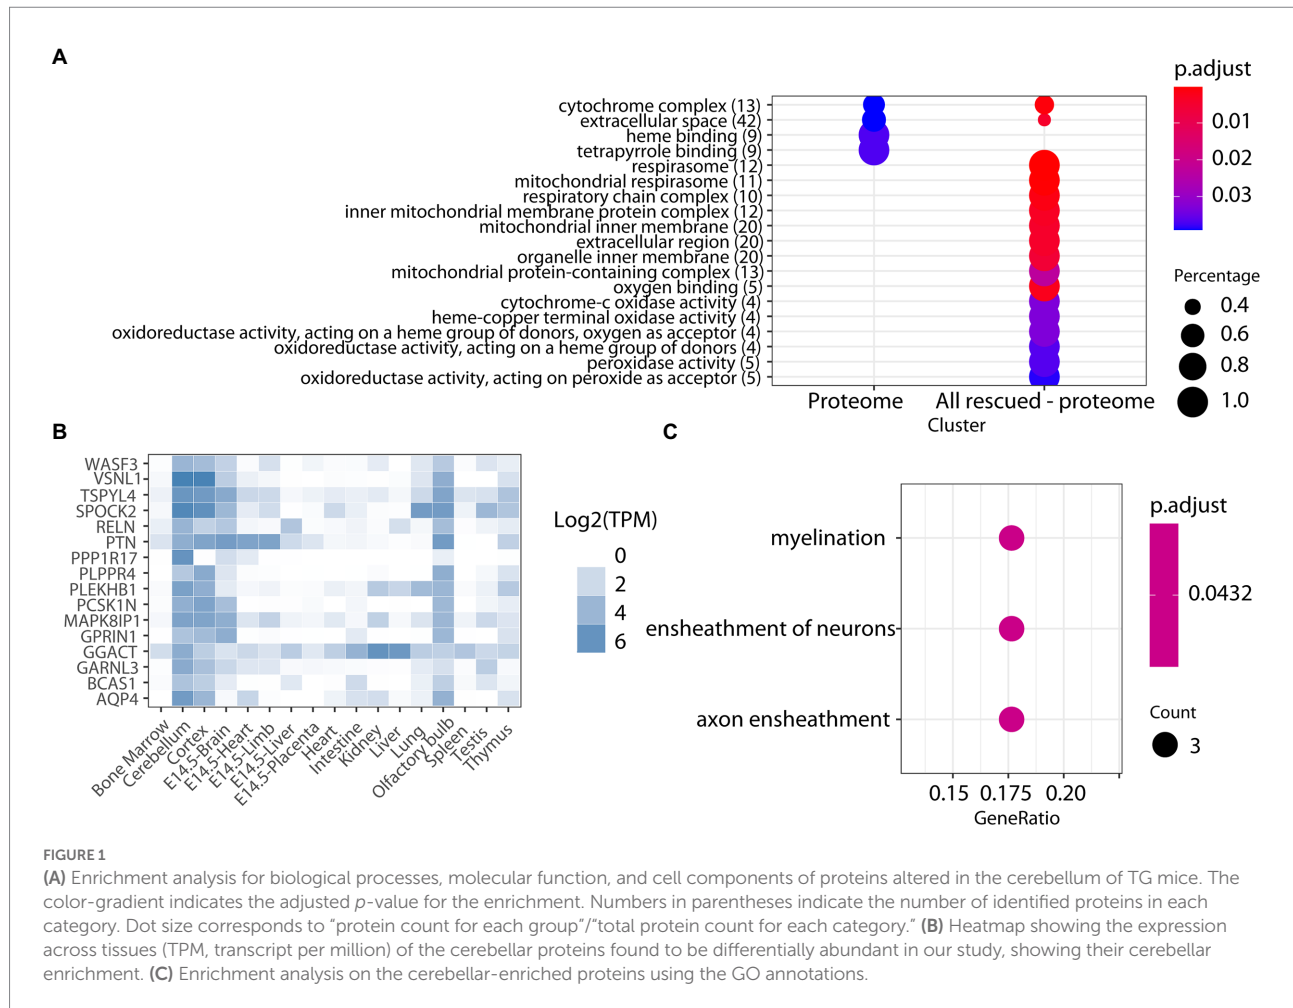 A
cytochrome complex (13)
extracellular space (42)
heme binding (9)
tetrapyrrole binding (9)
respirasome (12)
mitochondrial respirasome (11)
respiratory chain complex (10)
inner mitochondrial membrane protein complex (12)
mitochondrial inner membrane (20)
extracellular region (20)
organelle inner membrane (20)
mitochondrial protein-containing complex (13)
oxygen binding (5)
cytochrome-c oxidase activity (4)
heme-copper terminal oxidase activity (4)
oxidoreductase activity, acting on a heme group of donors, oxygen as acceptor (4)
oxidoreductase activity, acting on a heme group of donors (4)
peroxidase activity (5)
oxidoreductase activity, acting on peroxide as acceptor (5)
Proteome
All rescued - proteome
Cluster
p.adjust
0.01
0.02
0.03
Percentage
0.4
0.6
0.8
1.0
B
WASF3
VSNL1
TSPYL4
SPOCK2
RELN
PTN
PPP1R17
PLPPR4
PLEKHB1
PCSK1N
MAPK8IP1
GPRIN1
GGACT
GARNL3
BCAS1
AQP4
Bone Marrow
Cerebellum
Cortex
E14.5-Brain
E14.5-Heart
E14.5-Limb
E14.5-Liver
E14.5-Placenta
Heart
Intestine
Kidney
Liver
Lung
Olfactory bulb
Spleen
Testis
Thymus
Log2(TPM)
0
2
4
6
C
myelination
ensheathment of neurons
axon ensheathment
0.15
0.175
0.20
GeneRatio
p.adjust
0.0432
Count
3
FIGURE 1
(A) Enrichment analysis for biological processes, molecular function, and cell components of proteins altered in the cerebellum of TG mice. The
color-gradient indicates the adjusted p-value for the enrichment. Numbers in parentheses indicate the number of identified proteins in each
category. Dot size corresponds to “protein count for each group”/“total protein count for each category.” (B) Heatmap showing the expression
across tissues (TPM, transcript per million) of the cerebellar proteins found to be differentially abundant in our study, showing their cerebellar
enrichment. (C) Enrichment analysis on the cerebellar-enriched proteins using the GO annotations.